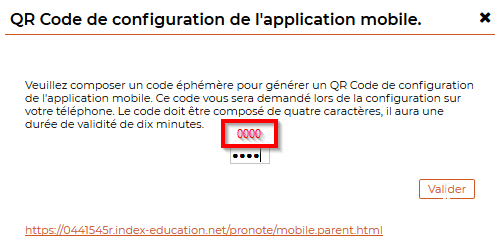 QR Code de configuration de l'application mobile.
Veuillez composer un code éphémère pour générer un QR Code de configuration
de l'application mobile. Ce code vous sera demandé lors de la configuration sur
votre téléphone. Le code doit être composé de quatre caractères, il aura une
durée de validité de dix minutes.
0000
••••
Valider
https://0441545r.index-education.net/pronote/mobile.parent.html